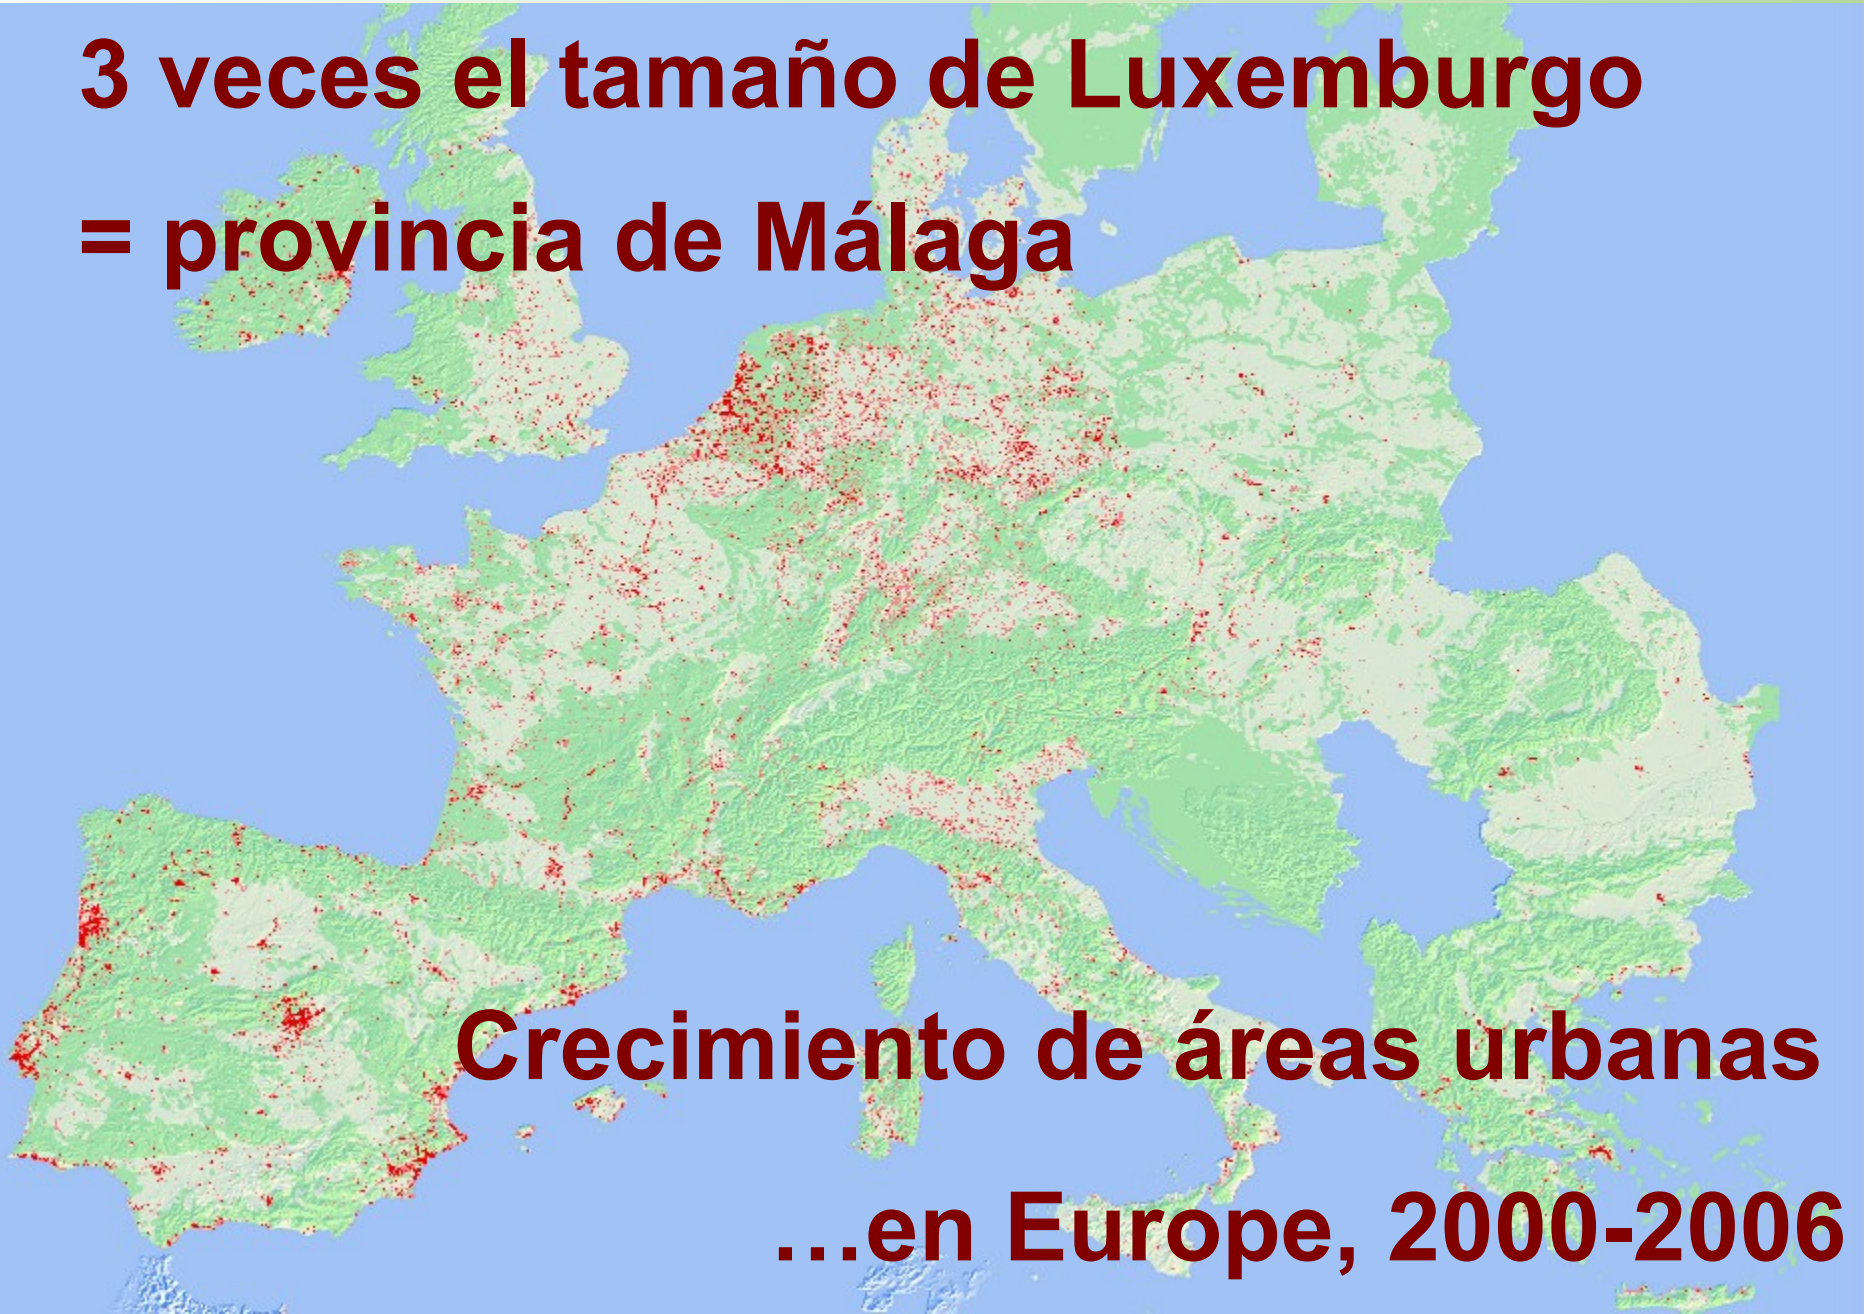 3 veces el tamaño de Luxemburgo
= provincia de Málaga
Crecimiento de áreas urbanas
…en Europe, 2000-2006